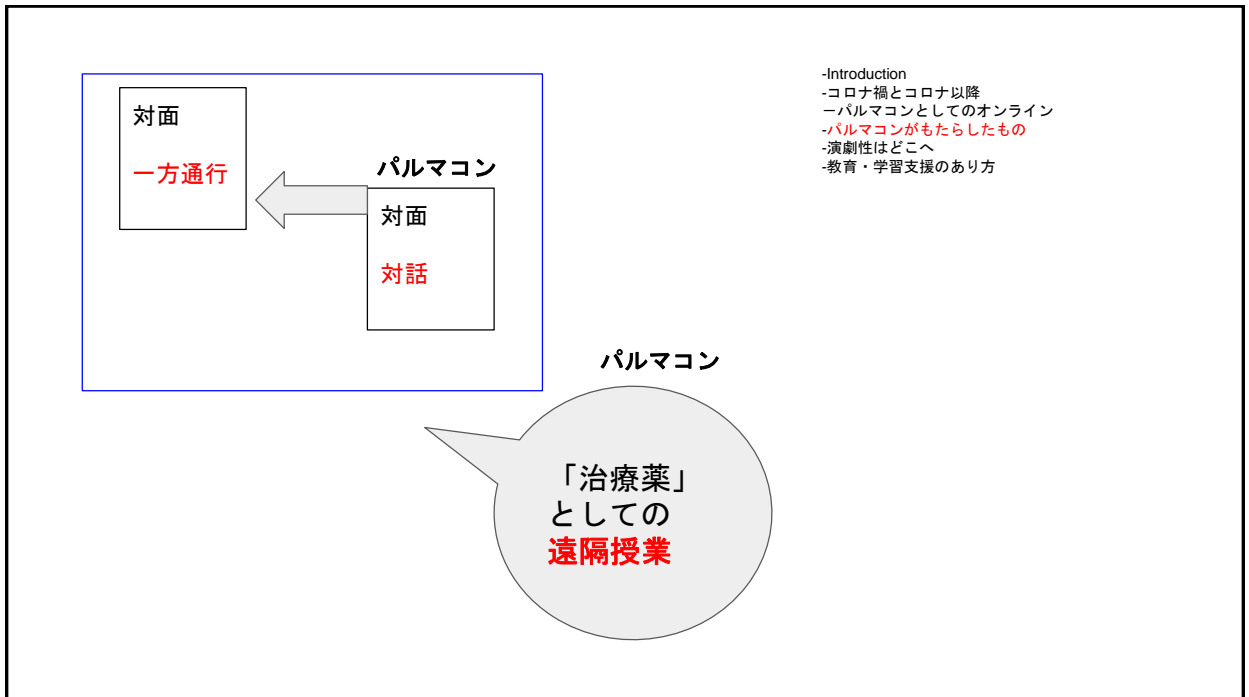 対面
一方通行
パルマコン
対面
対話
パルマコン
「治療薬」
としての
遠隔授業
-Introduction
-コロナ禍とコロナ以降
ーパルマコンとしてのオンライン
-パルマコンがもたらしたもの
-演劇性はどこへ
-教育・学習支援のあり方